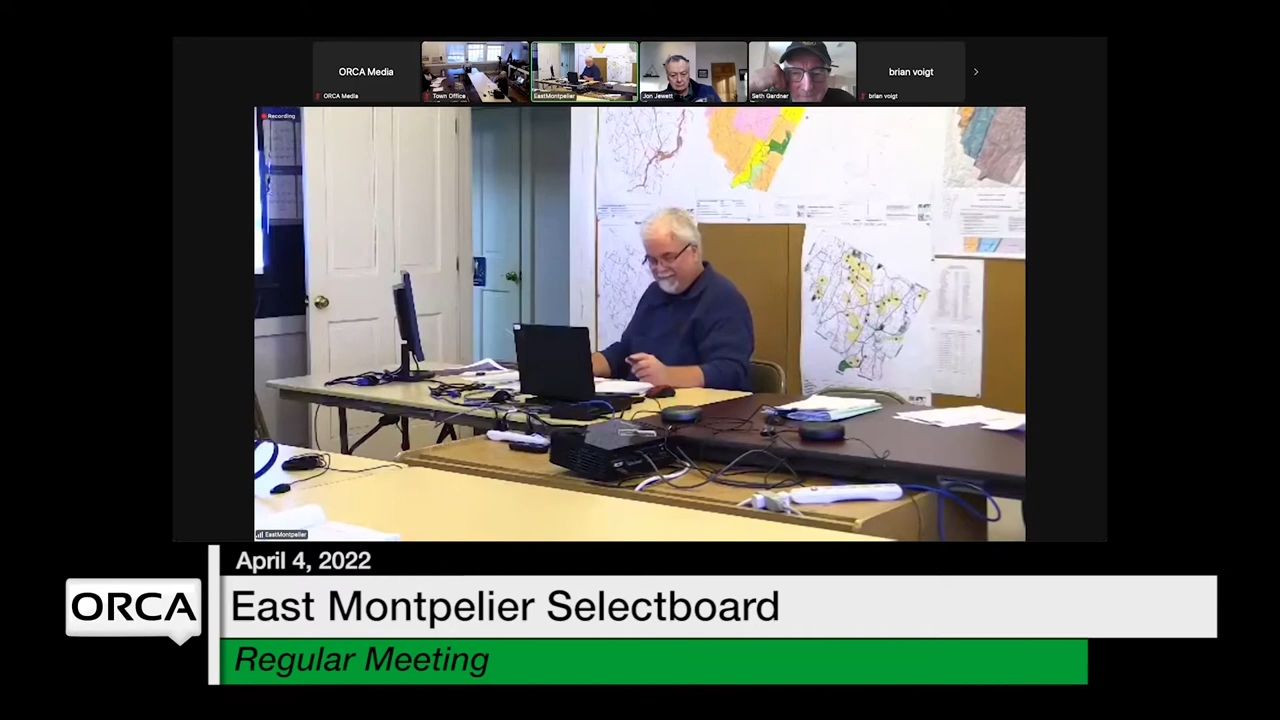 ORCA Media
brian voigt
ORCA Media
Town Office
EastMontpelier
Jon Jewett
Seth Gardner
brian voigt
Recording
EastMontpelier
April 4, 2022
ORCA
East Montpelier Selectboard
Regular Meeting